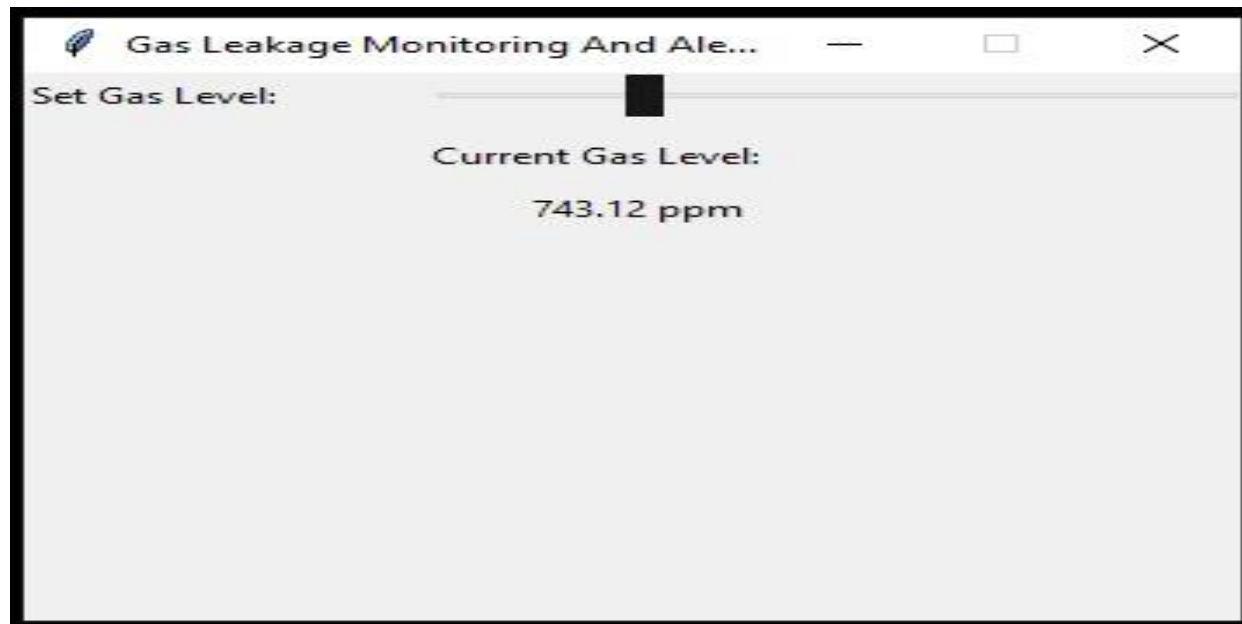 Gas Leakage Monitoring And Ale...
Set Gas Level:
Current Gas Level:
743.12 ppm